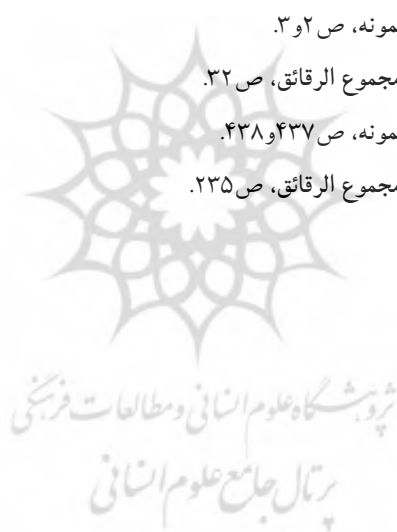 مونه، ص۲و۳.
مجموع الرقائق، ص۳۲.
مونه، ص۴۳۷و۴۳۸.
مجموع الرقائق، ص۲۳۵.
پژوهشگاه علوم انسانی و مطالعات فرهنگی
پرتال جامع علوم انسانی